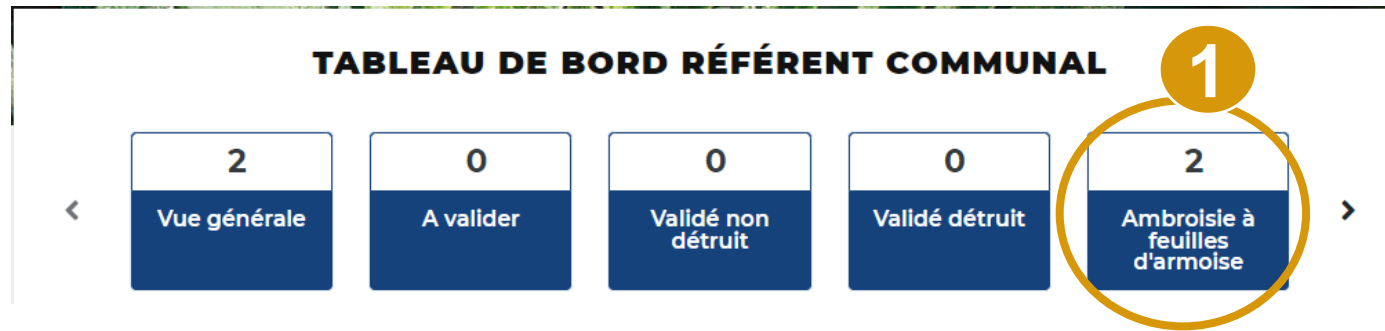 TABLEAU DE BORD RÉFÉRENT COMMUNAL
1
2
0
0
0
2
Vue générale
A valider
Validé non
détruit
Validé détruit
Ambroisie à
feuilles
d'armoise